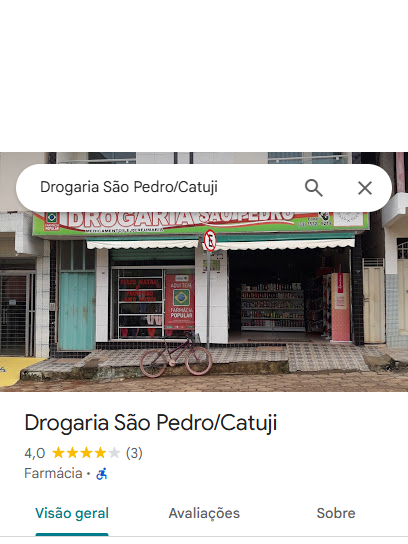 Drogaria São Pedro/Catuji
DROGARIA SÃO PEDRO
AQUI TEM
FARMÁCIA
POPULAR
E
Drogaria São Pedro/Catuji
4,0 (3)
Farmácia ·
Visão geral
Avaliações
Sobre